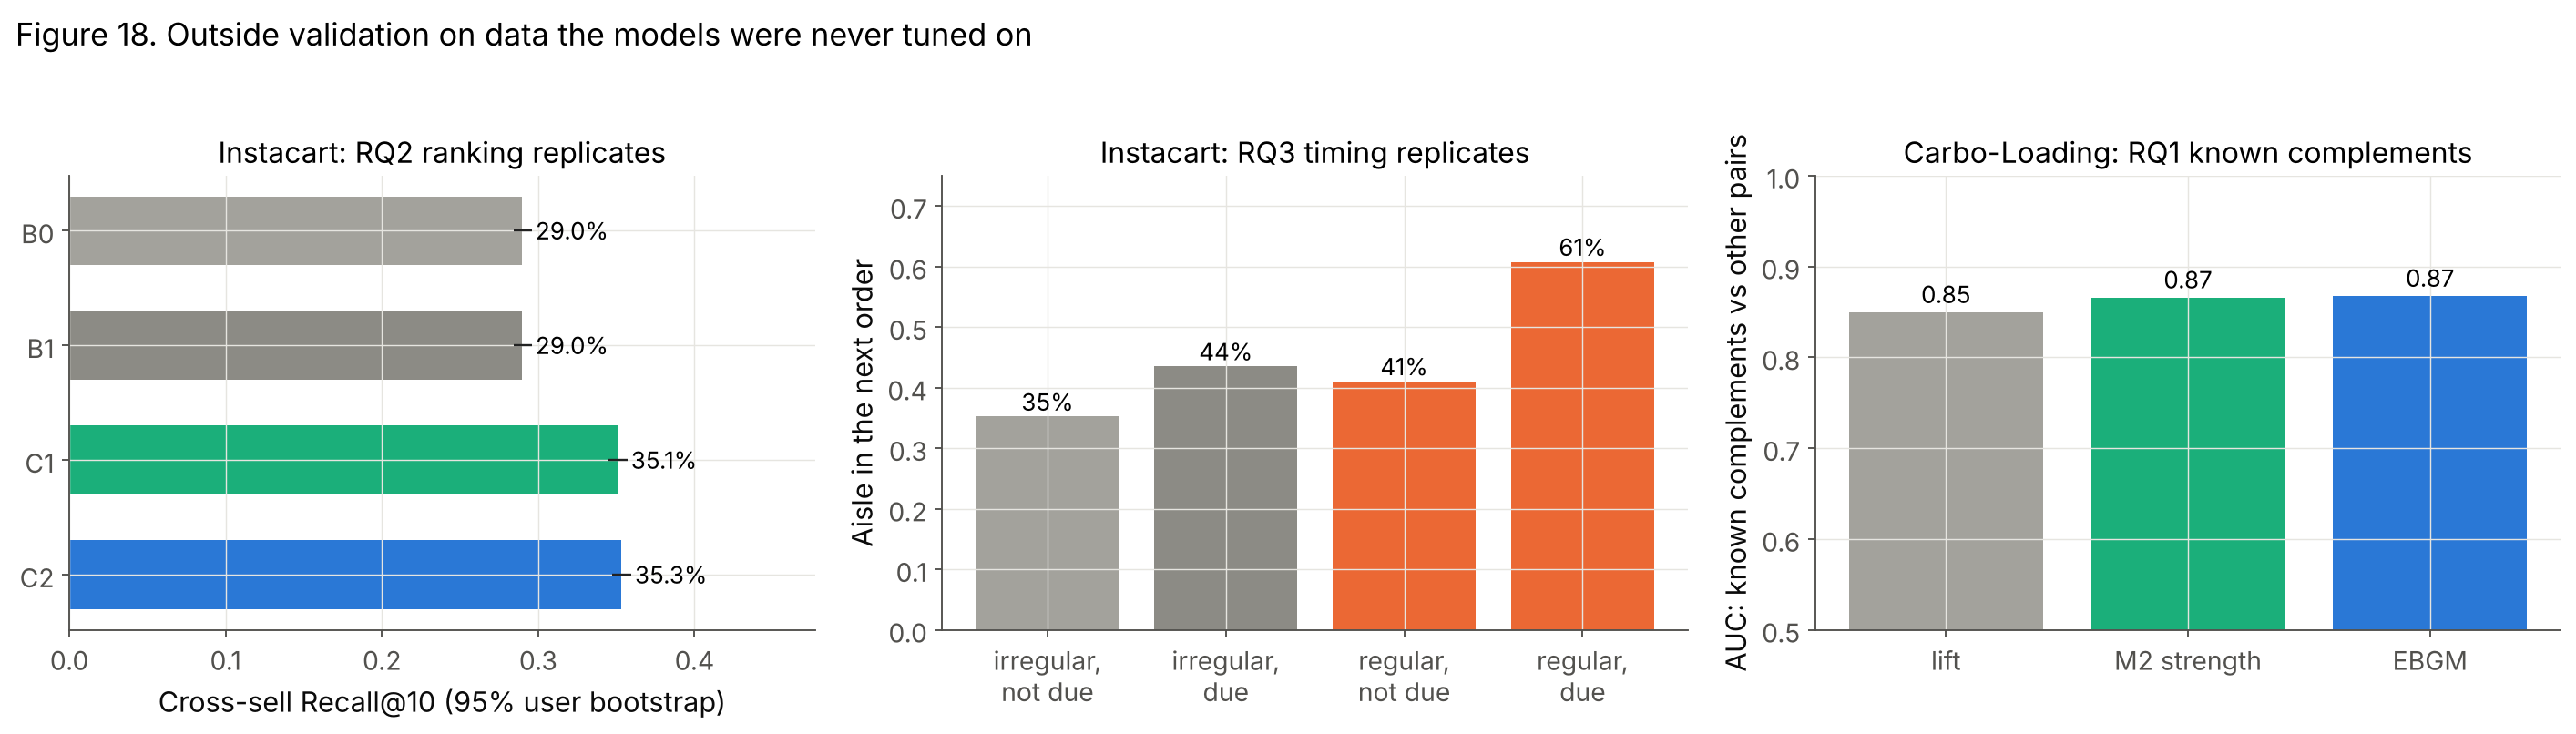 Figure 18. Outside validation on data the models were never tuned on
Instacart: RQ2 ranking replicates
B0
29.0%
B1
29.0%
C1
35.1%
C2
35.3%
0.0
0.1
0.2
0.3
0.4
Cross-sell Recall@10 (95% user bootstrap)
Instacart: RQ3 timing replicates
Aisle in the next order
0.7
0.6
0.5
0.4
0.3
0.2
0.1
0.0
35%
44%
41%
61%
irregular,
not due
irregular,
due
regular,
not due
regular,
due
Carbo-Loading: RQ1 known complements
AUC: known complements vs other pairs
1.0
0.9
0.8
0.7
0.6
0.5
0.85
0.87
0.87
lift
M2 strength
EBGM